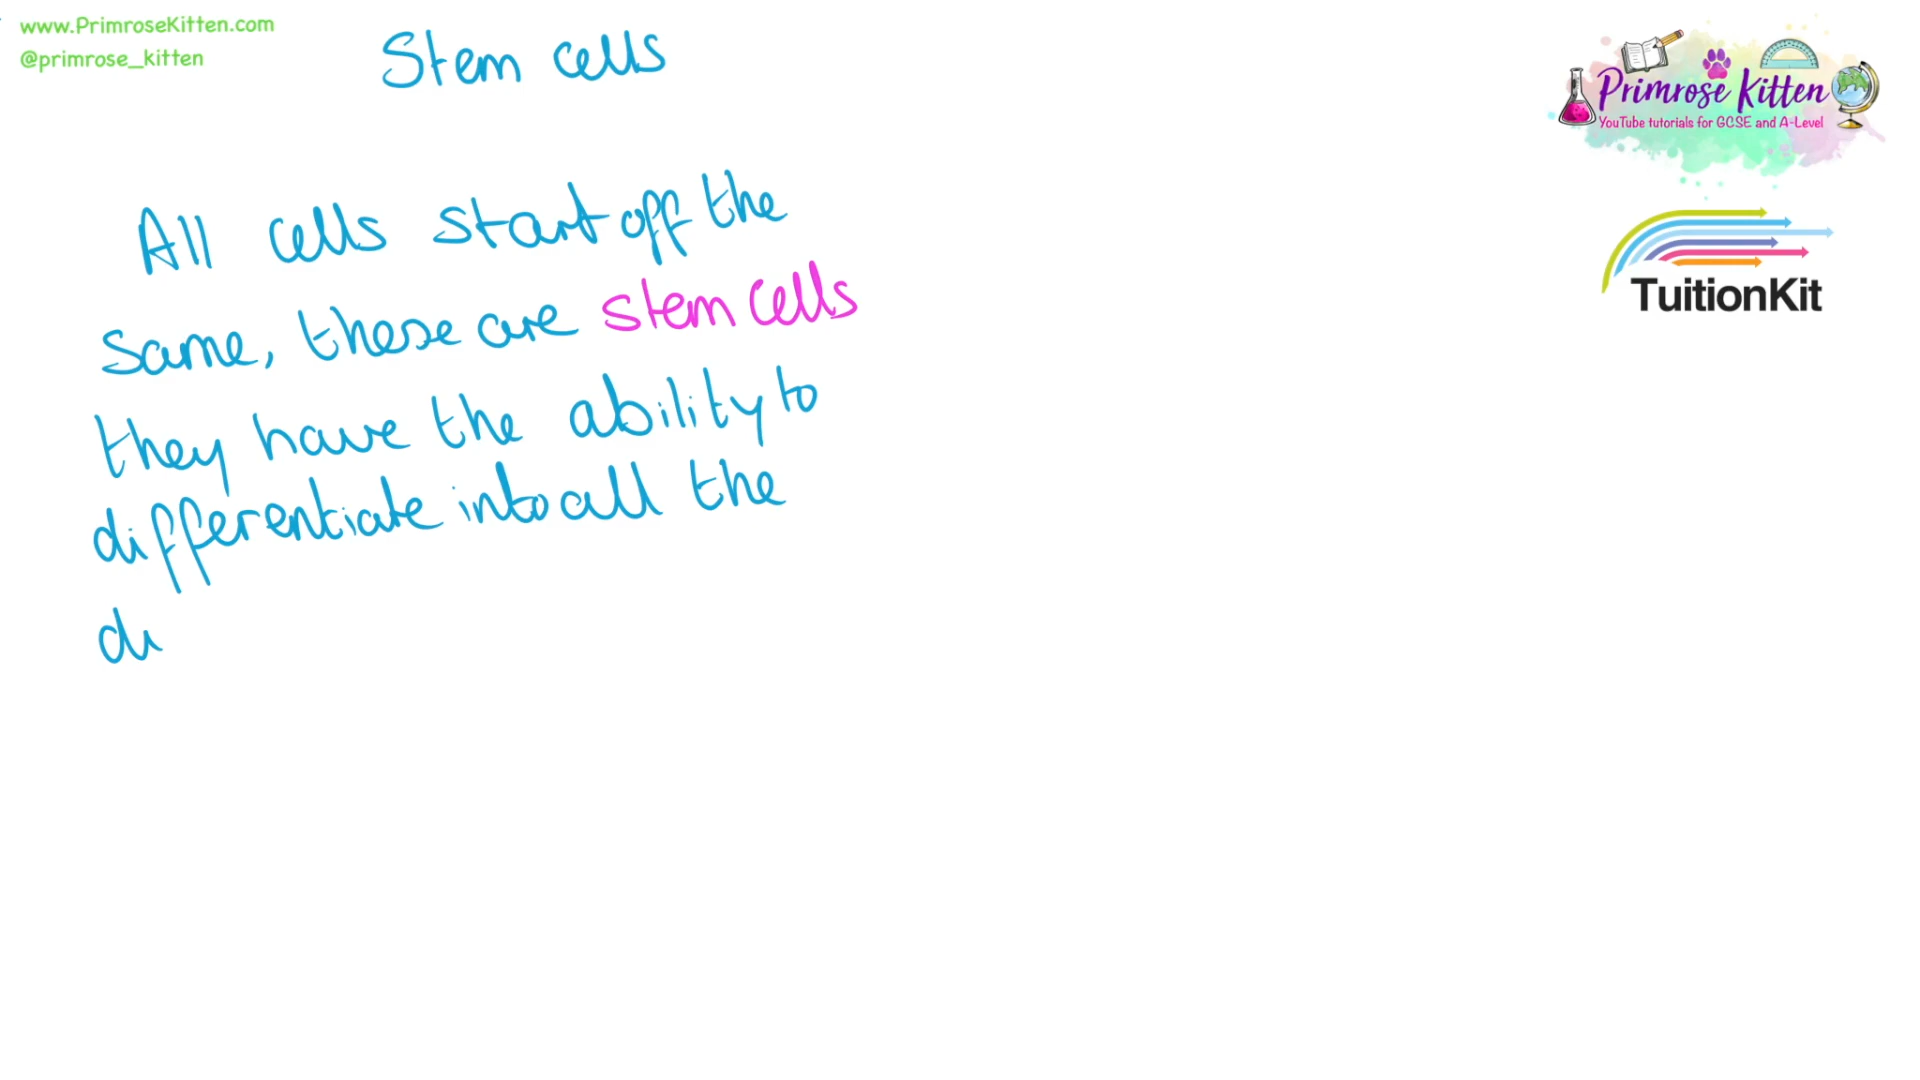 www.PrimroseKitten.com
@primrose_kitten
Stem cells
Primrose Kitten
YouTube tutorials for GCSE and A-Level
TuitionKit
All cells start off the
same, these are stem cells
they have the ability to
differentiate into all the
di